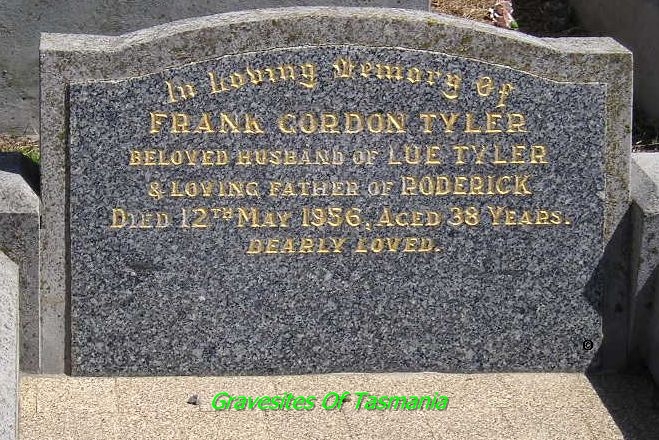 In Loving Memory Of
FRANK GORDON TYLER
BELOVED HUSBAND OF LUE TYLER
& LOVING FATHER OF RODERICK
DIED 12TH MAY 1956, AGED 38 YEARS.
DEARLY LOVED.
Gravesites Of Tasmania